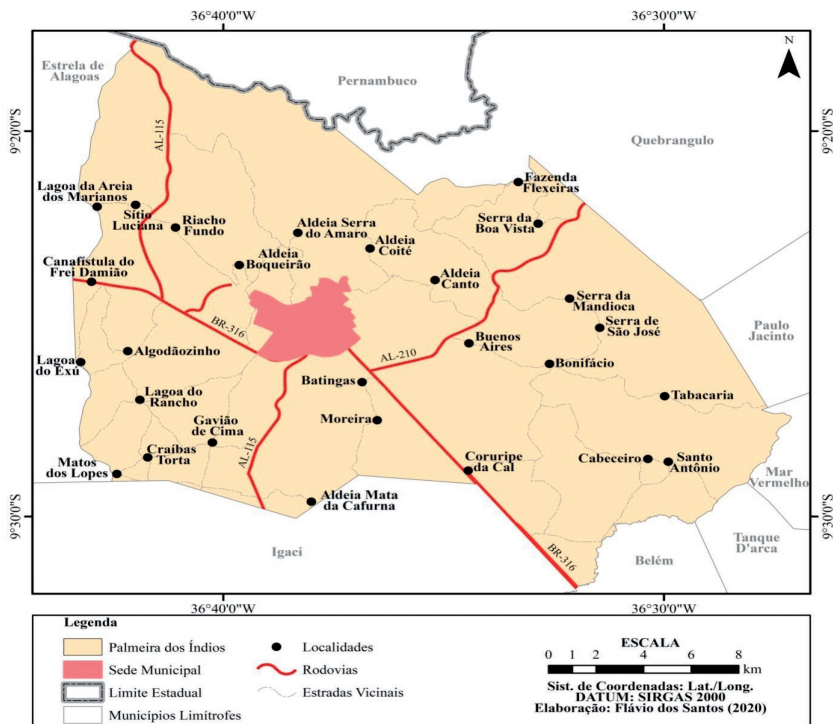 36°40'0"W
36°30'0"W
Estrela de
Alagoas
Pernambuco
N
9°20'0"S
9°20'0"S
Quebrangulo
AL-115
Fazenda
Flexeiras
Lagoa da Areia
dos Marianos
Sítio
Luciana
Riacho
Fundo
Aldeia Serra
do Amaro
Serra da
Boa Vista
Aldeia
Coité
Aldeia
Boqueirão
Canafístula do
Frei Damião
Aldeia
Canto
Serra da
Mandioca
Serra de
São José
Paulo
Jacinto
BR-316
Buenos
Aires
AL-210
Algodãozinho
Lagoa
do Exú
Bonifácio
Batingas
Tabacaria
Lagoa do
Rancho
Gavião
de Cima
Moreira
Craíbas
Torta
AL-115
Matos
dos Lopes
Coruripe
da Cal
Cabeceiro
Santo
Antônio
Mar
Vermelho
Aldeia Mata
da Cafurna
9°30'0"S
9°30'0"S
Igaci
BR-316
Belém
Tanque
D'arca
36°40'0"W
36°30'0"W
Legenda
Palmeira dos Índios
Sede Municipal
Limite Estadual
Municípios Limítrofes
Localidades
Rodovias
Estradas Vicinais
ESCALA
0 1 2 4 6 8
km
Sist. de Coordenadas: Lat./Long.
DATUM: SIRGAS 2000
Elaboração: Flávio dos Santos (2020)